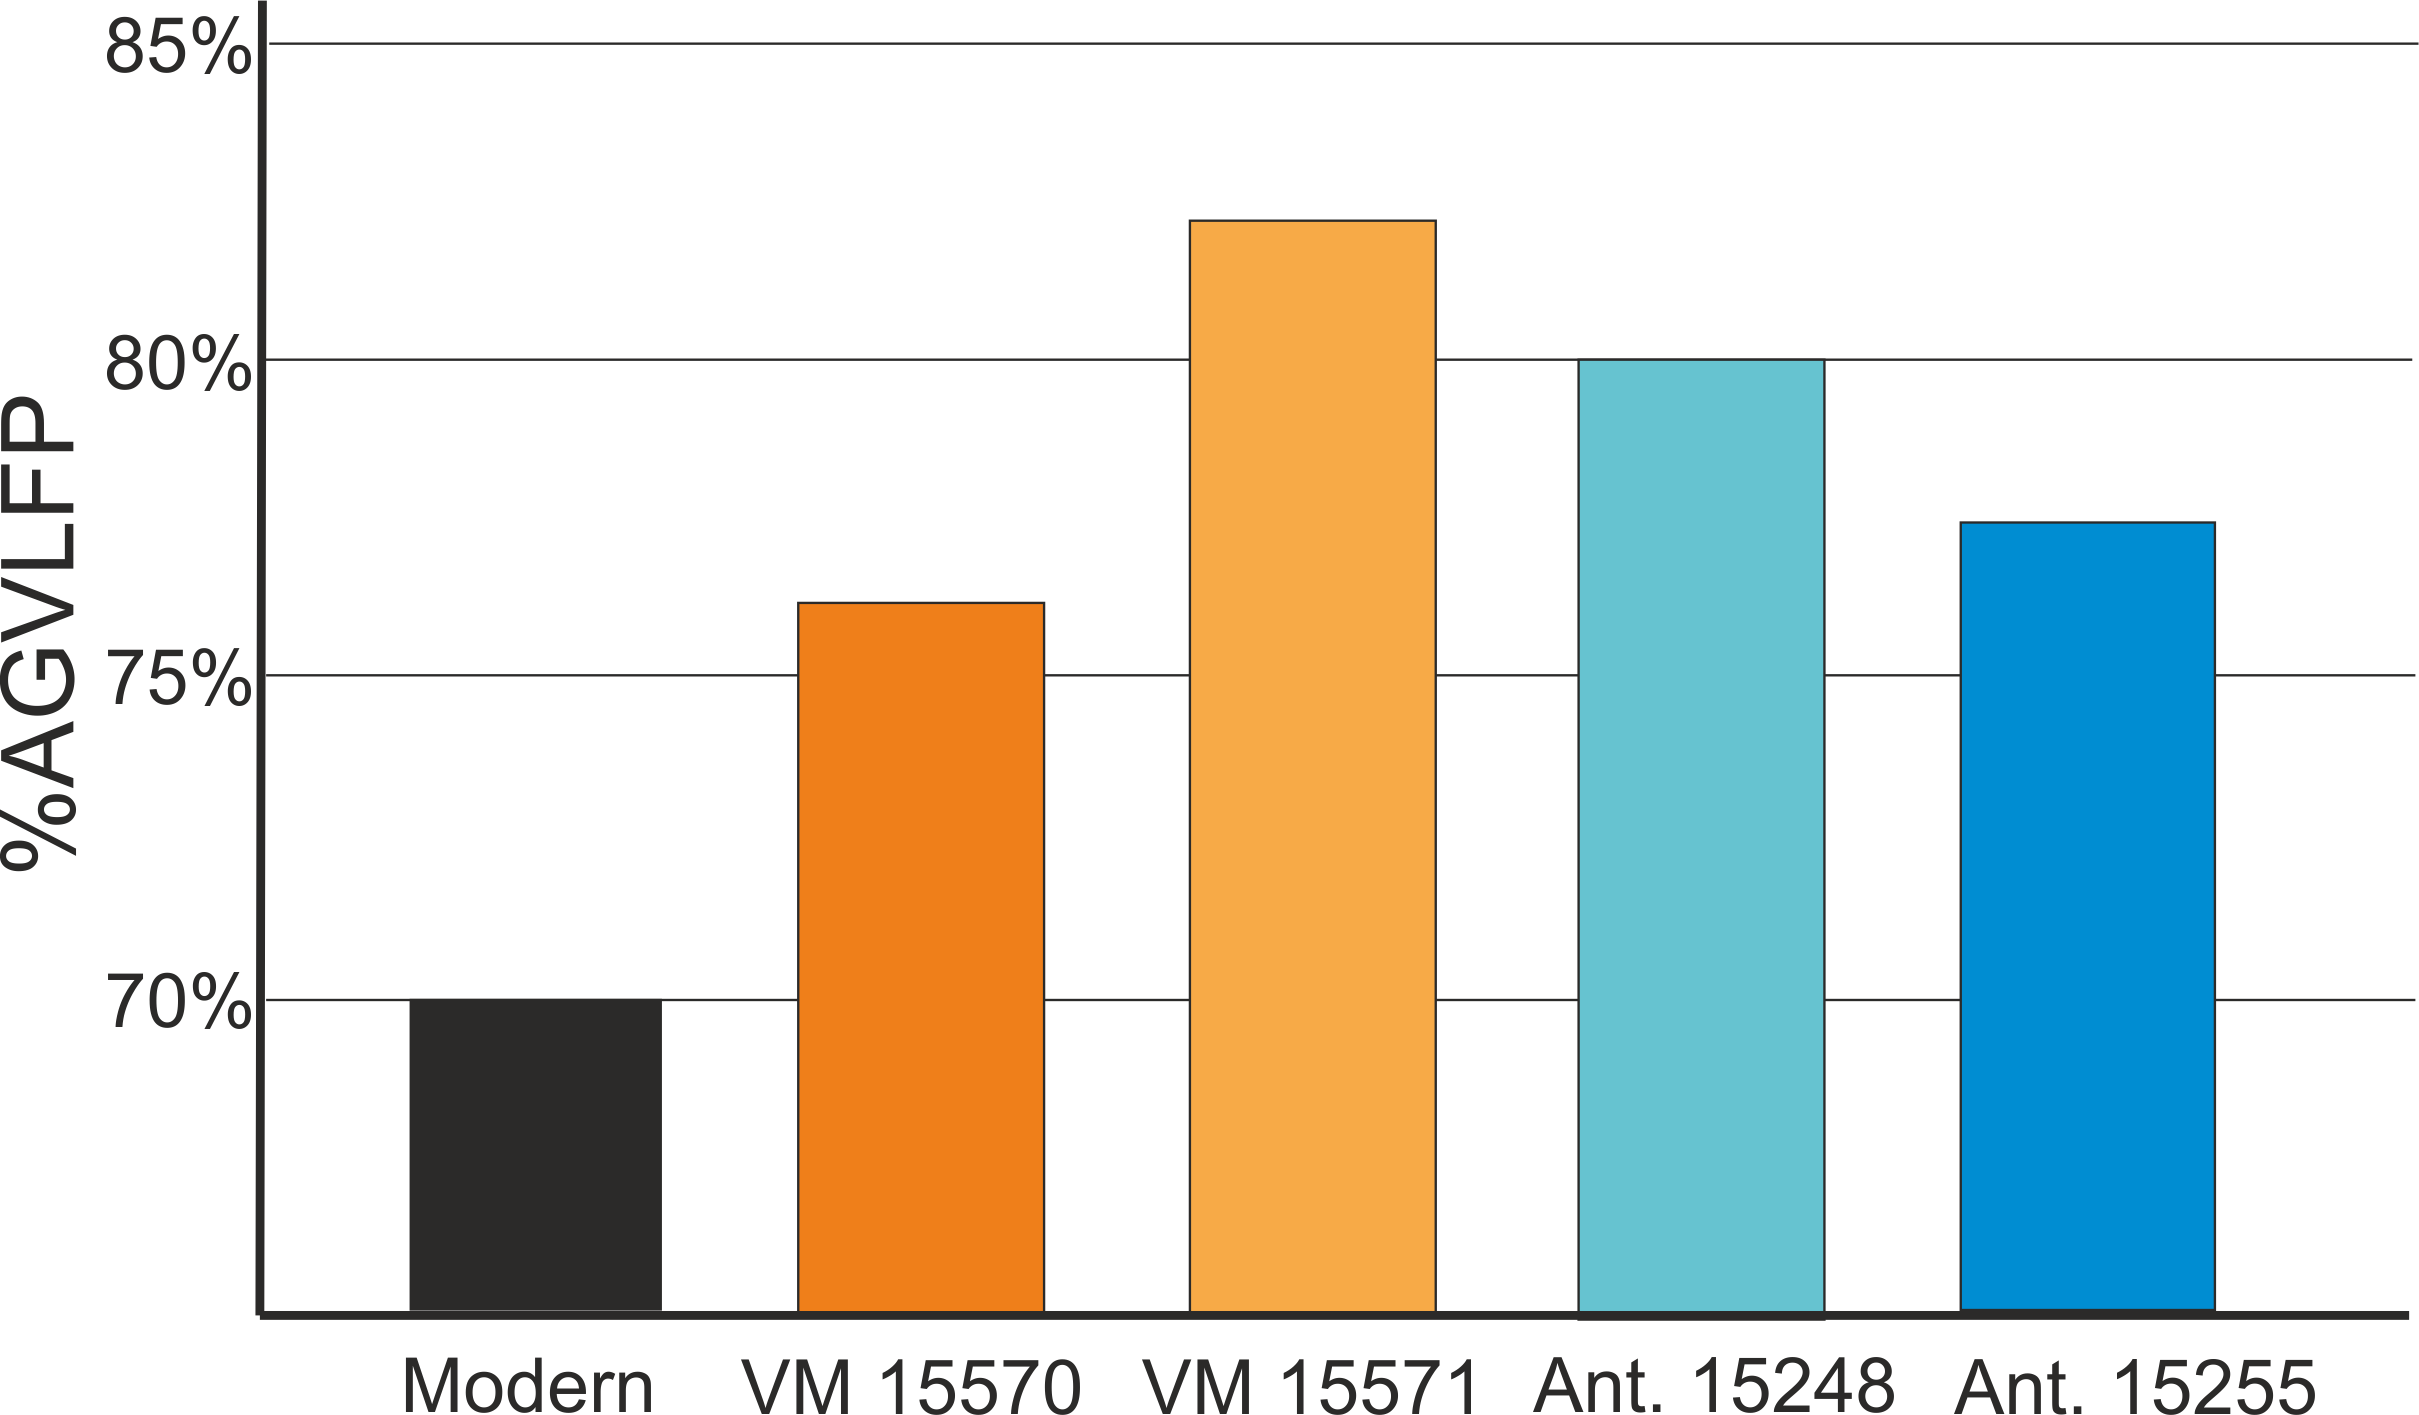 85%
80%
75%
70%
%AGVLFP
Modern
VM 15570
VM 15571
Ant. 15248
Ant. 15255